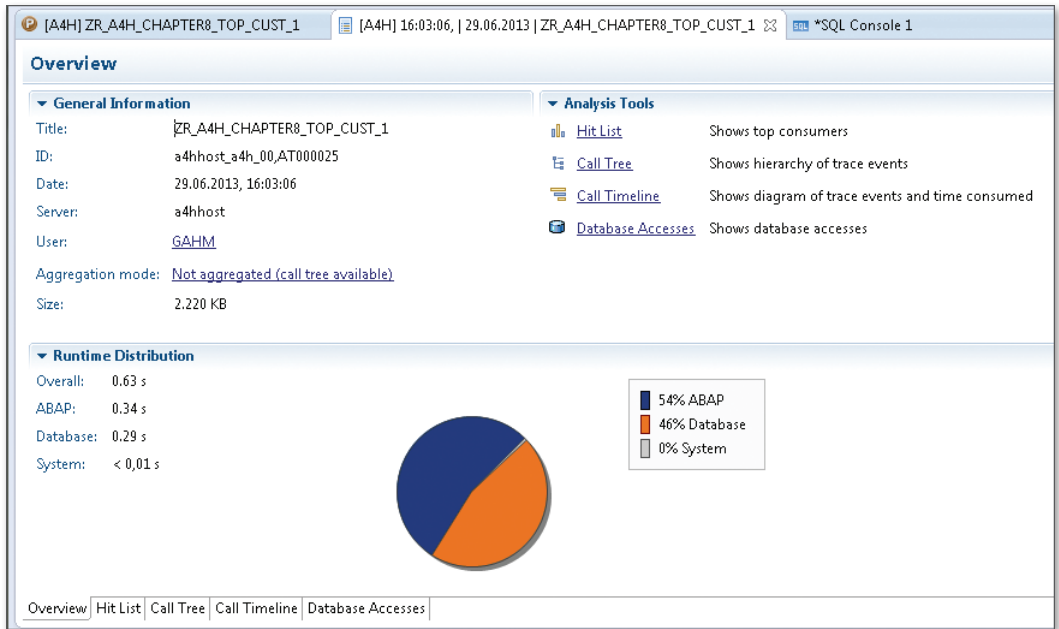 [A4H] ZR_A4H_CHAPTER8_TOP_CUST_1
[A4H] 16:03:06, | 29.06.2013 | ZR_A4H_CHAPTER8_TOP_CUST_1
*SQL Console 1
Overview
General Information
Title: ZR_A4H_CHAPTER8_TOP_CUST_1
ID: a4hhost_a4h_00,AT000025
Date: 29.06.2013, 16:03:06
Server: a4hhost
User: GAHM
Aggregation mode: Not aggregated (call tree available)
Size: 2.220 KB
Analysis Tools
Hit List Shows top consumers
Call Tree Shows hierarchy of trace events
Call Timeline Shows diagram of trace events and time consumed
Database Accesses Shows database accesses
Runtime Distribution
Overall: 0.63 s
ABAP: 0.34 s
Database: 0.29 s
System: < 0,01 s
54% ABAP
46% Database
0% System
Overview Hit List Call Tree Call Timeline Database Accesses